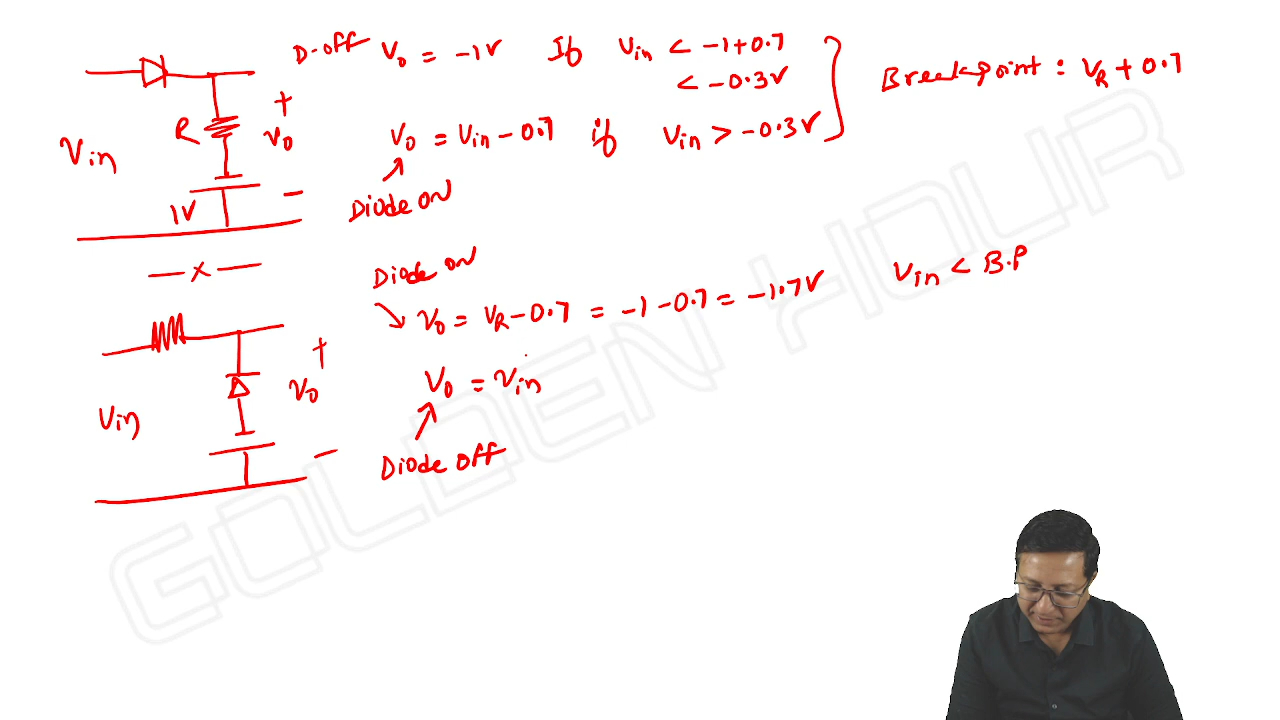 D-off V₀ = -1V If Vin < -1+0.7
< -0.3V
Breakpoint : VR + 0.7
+
R
V₀
Vin
V₀ = Vin - 0.7 if Vin > -0.3V
Diode ON
1V
-
— x —
Diode ON
V₀ = VR - 0.7 = -1 - 0.7 = -1.7V Vin < B.P
+
V₀
Vin
V₀ = Vin
-
Diode off
GOLDEN HOUR